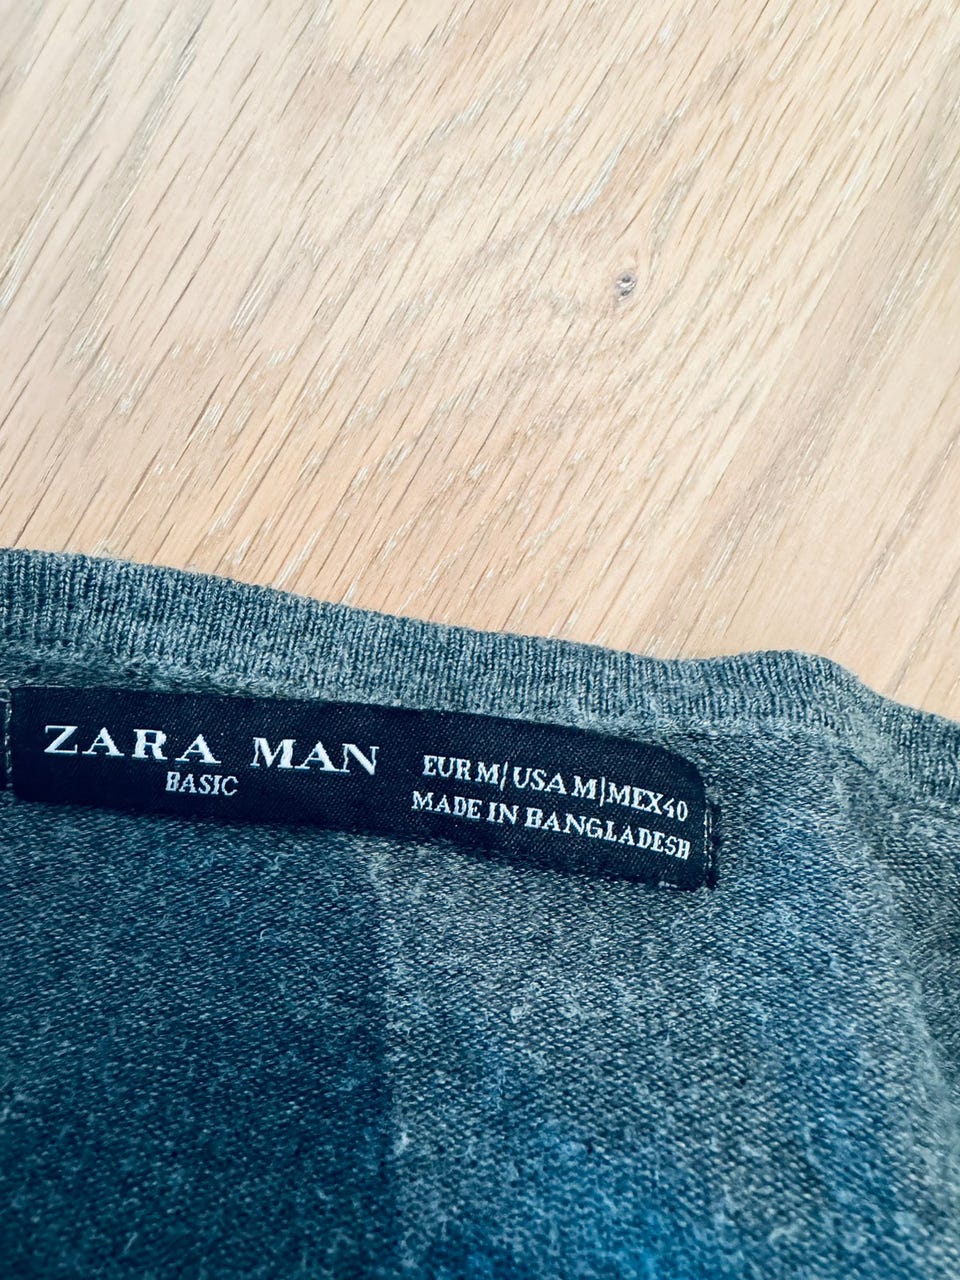 ZARA MAN
BASIC
EUR M/ USA M|MEX40
MADE IN BANGLADESH